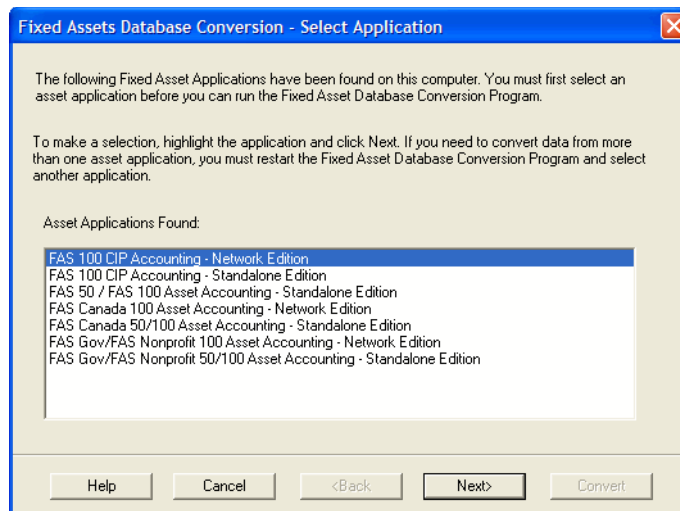 Fixed Assets Database Conversion - Select Application
The following Fixed Asset Applications have been found on this computer. You must first select an
asset application before you can run the Fixed Asset Database Conversion Program.
To make a selection, highlight the application and click Next. If you need to convert data from more
than one asset application, you must restart the Fixed Asset Database Conversion Program and select
another application.
Asset Applications Found:
FAS 100 CIP Accounting - Network Edition
FAS 100 CIP Accounting - Standalone Edition
FAS 50 / FAS 100 Asset Accounting - Standalone Edition
FAS Canada 100 Asset Accounting - Network Edition
FAS Canada 50/100 Asset Accounting - Standalone Edition
FAS Gov/FAS Nonprofit 100 Asset Accounting - Network Edition
FAS Gov/FAS Nonprofit 50/100 Asset Accounting - Standalone Edition
Help Cancel <Back Next> Convert